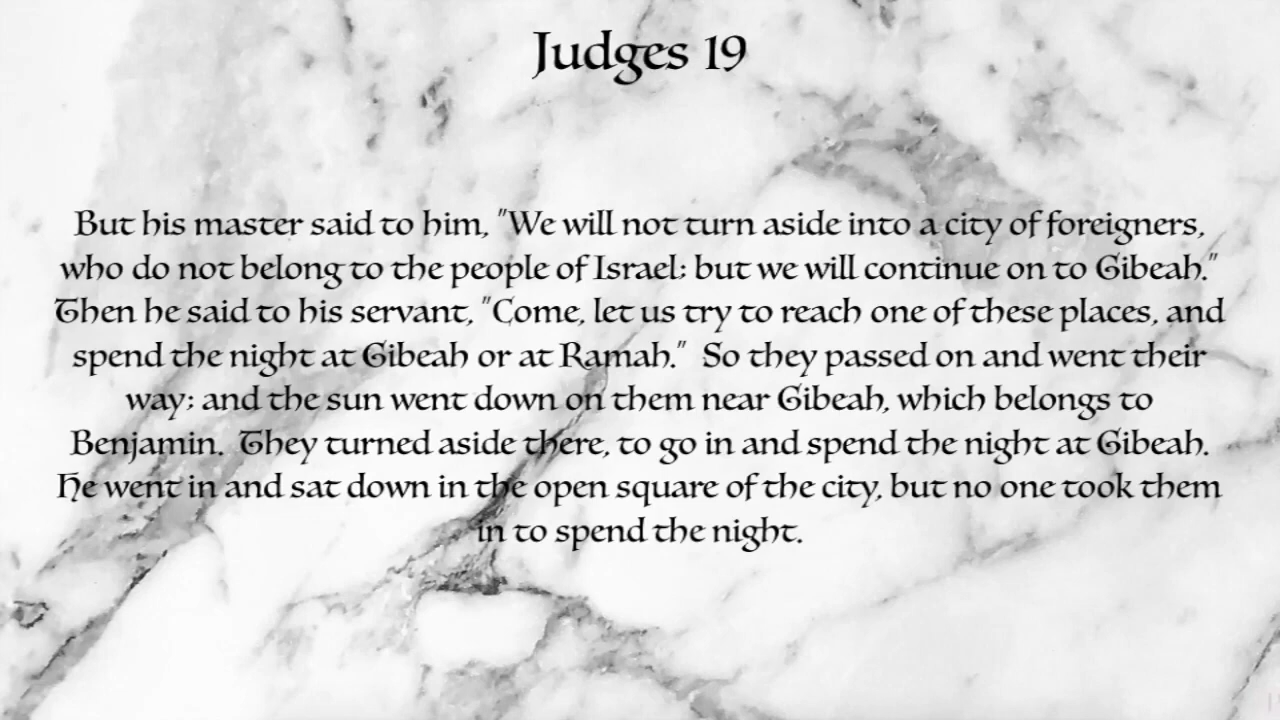 Judges 19
But his master said to him, "We will not turn aside into a city of foreigners,
who do not belong to the people of Israel; but we will continue on to Gibeah."
Then he said to his servant, "Come, let us try to reach one of these places, and
spend the night at Gibeah or at Ramah."  So they passed on and went their
way; and the sun went down on them near Gibeah, which belongs to
Benjamin.  They turned aside there, to go in and spend the night at Gibeah.
He went in and sat down in the open square of the city, but no one took them
in to spend the night.